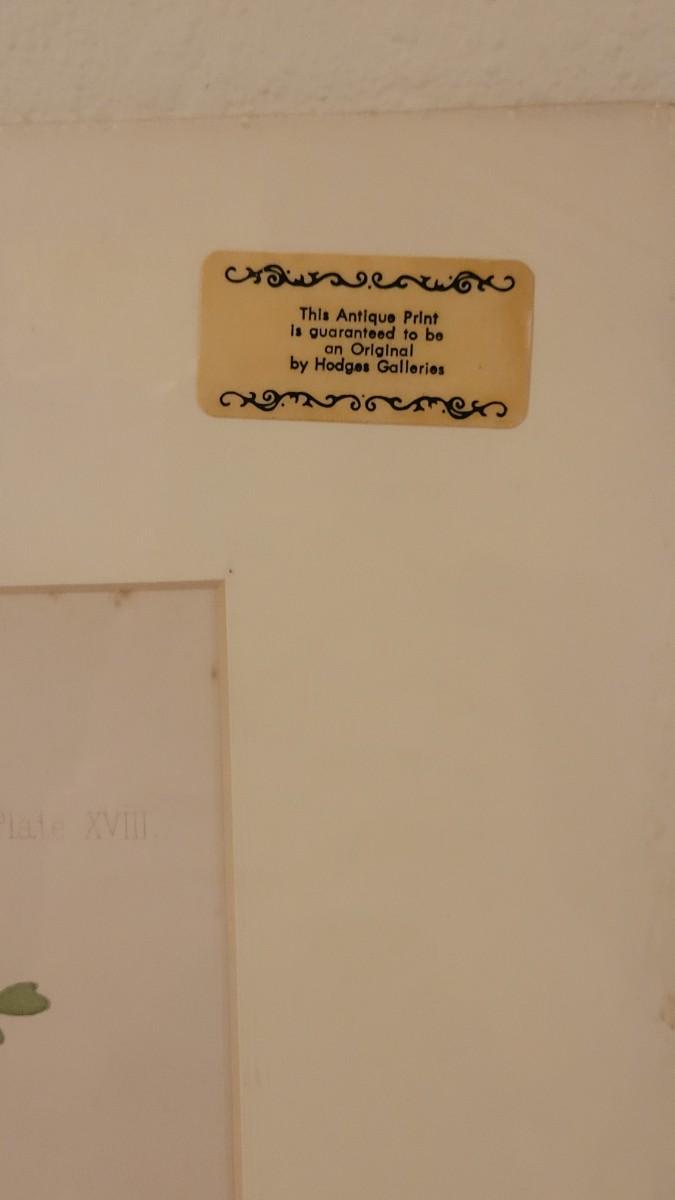 This Antique Print
is guaranteed to be
an Original
by Hodges Galleries
Plate XVIII.